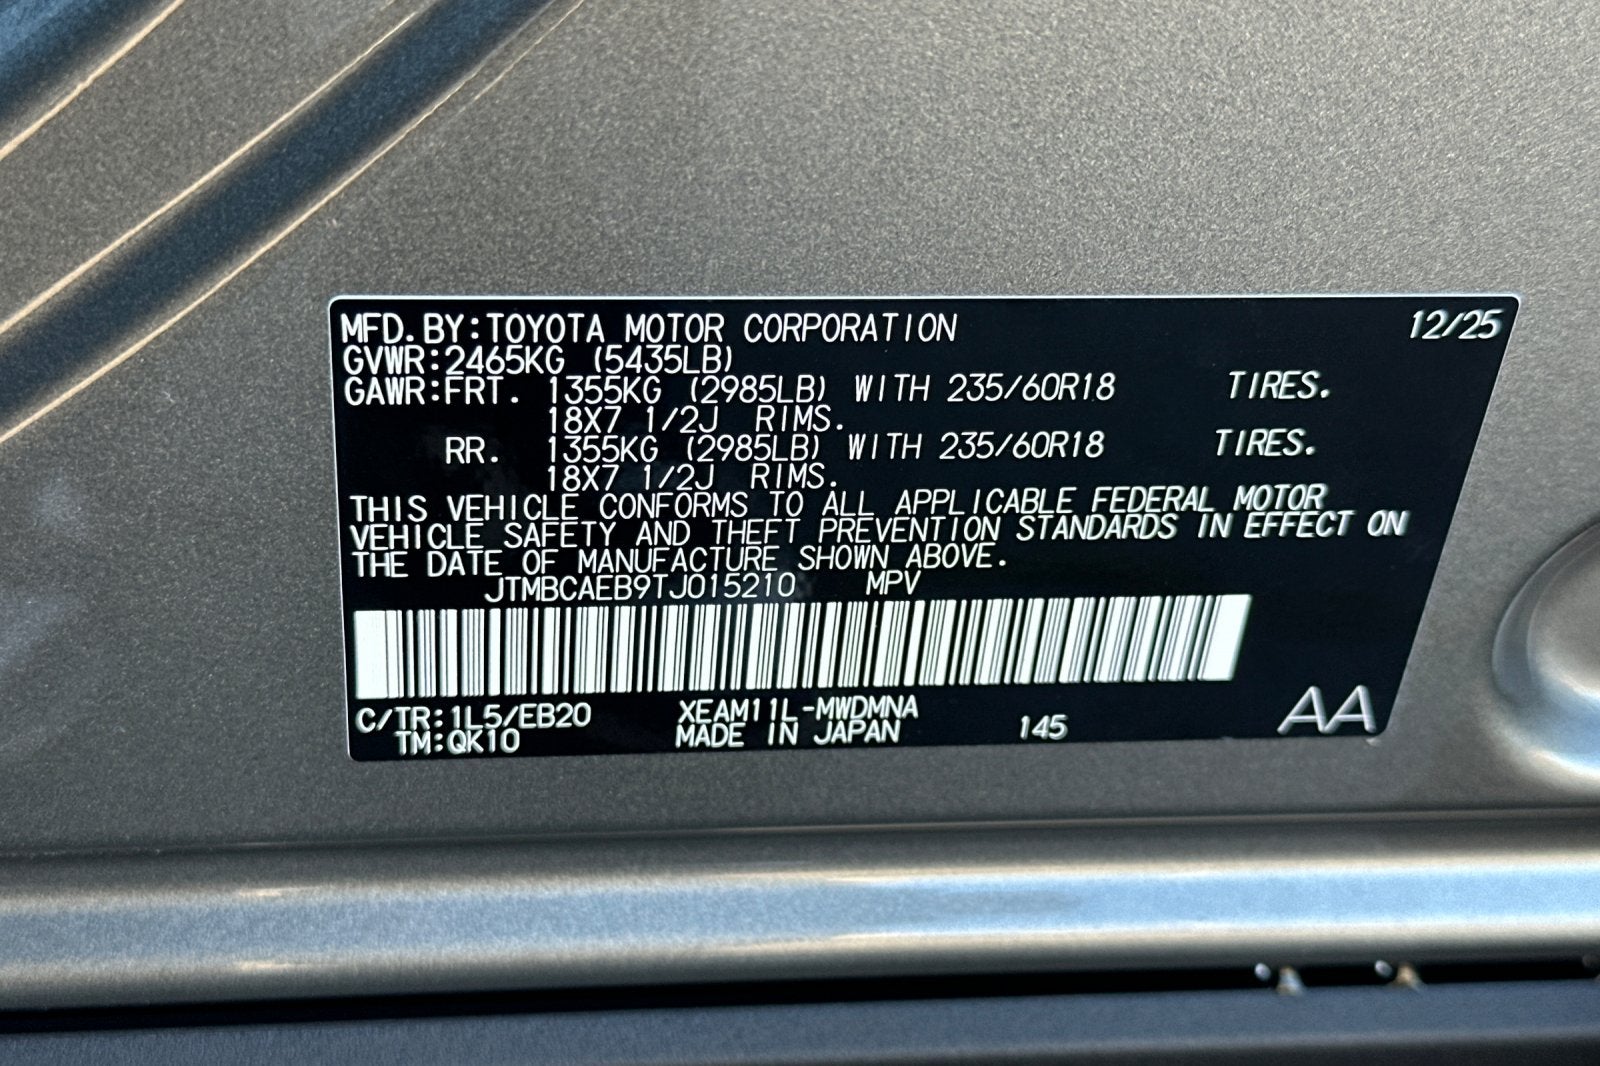 MFD.BY:TOYOTA MOTOR CORPORATION 12/25
GVWR:2465KG (5435LB)
GAWR:FRT. 1355KG (2985LB) WITH 235/60R18 TIRES.
18X7 1/2J RIMS.
RR. 1355KG (2985LB) WITH 235/60R18 TIRES.
18X7 1/2J RIMS.
THIS VEHICLE CONFORMS TO ALL APPLICABLE FEDERAL MOTOR
VEHICLE SAFETY AND THEFT PREVENTION STANDARDS IN EFFECT ON
THE DATE OF MANUFACTURE SHOWN ABOVE.
JTMBCAEB9TJ015210 MPV
C/TR:1L5/EB20 XEAM11L-MWDMNA
TM:QK10 MADE IN JAPAN 145 AA